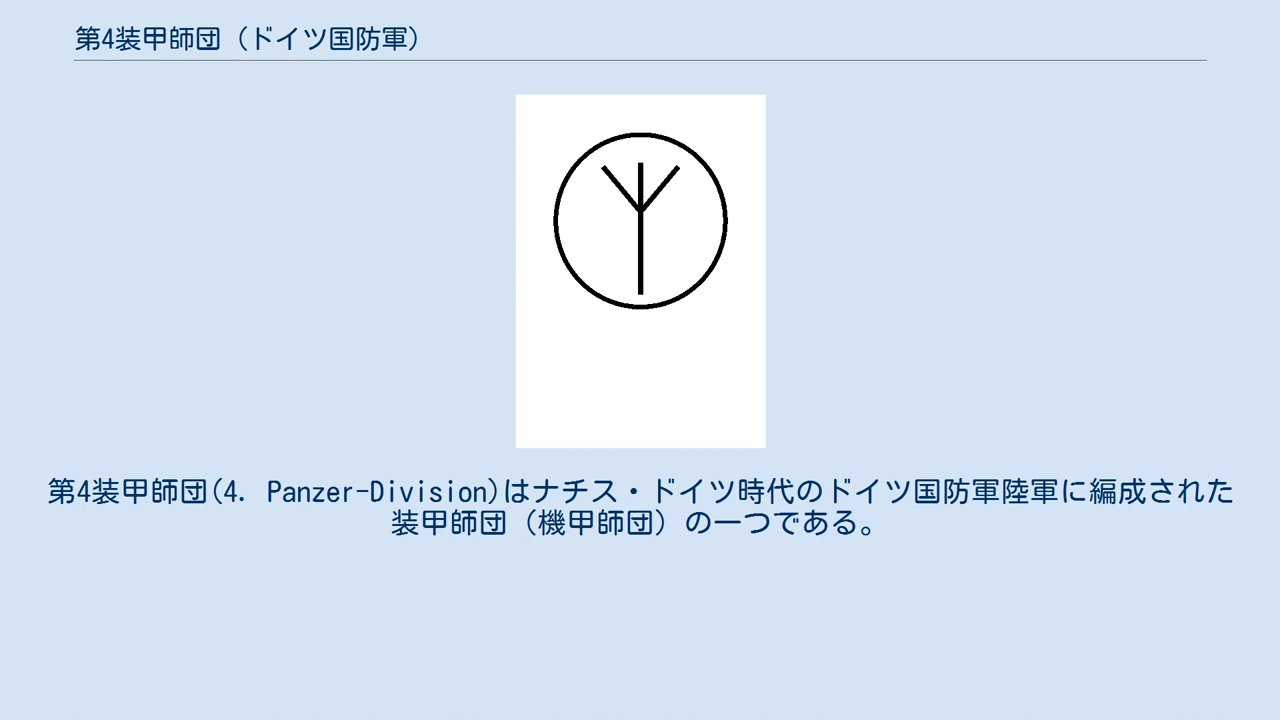 第4装甲師団（ドイツ国防軍）
第4装甲師団(4. Panzer-Division)はナチス・ドイツ時代のドイツ国防軍陸軍に編成された
装甲師団（機甲師団）の一つである。